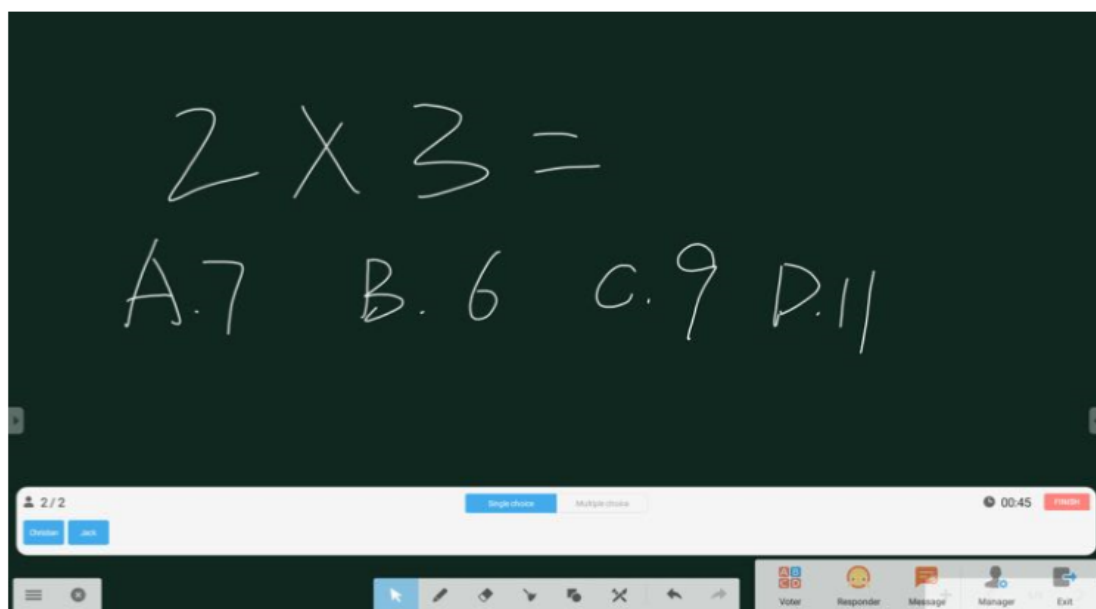 2 X 3 =
A.7 B. 6 C. 9 D.11
2 / 2 Single choice Multiple choice 00:45 FINISH
Christian Jack
A B C D
Voter Responder Message Manager Exit